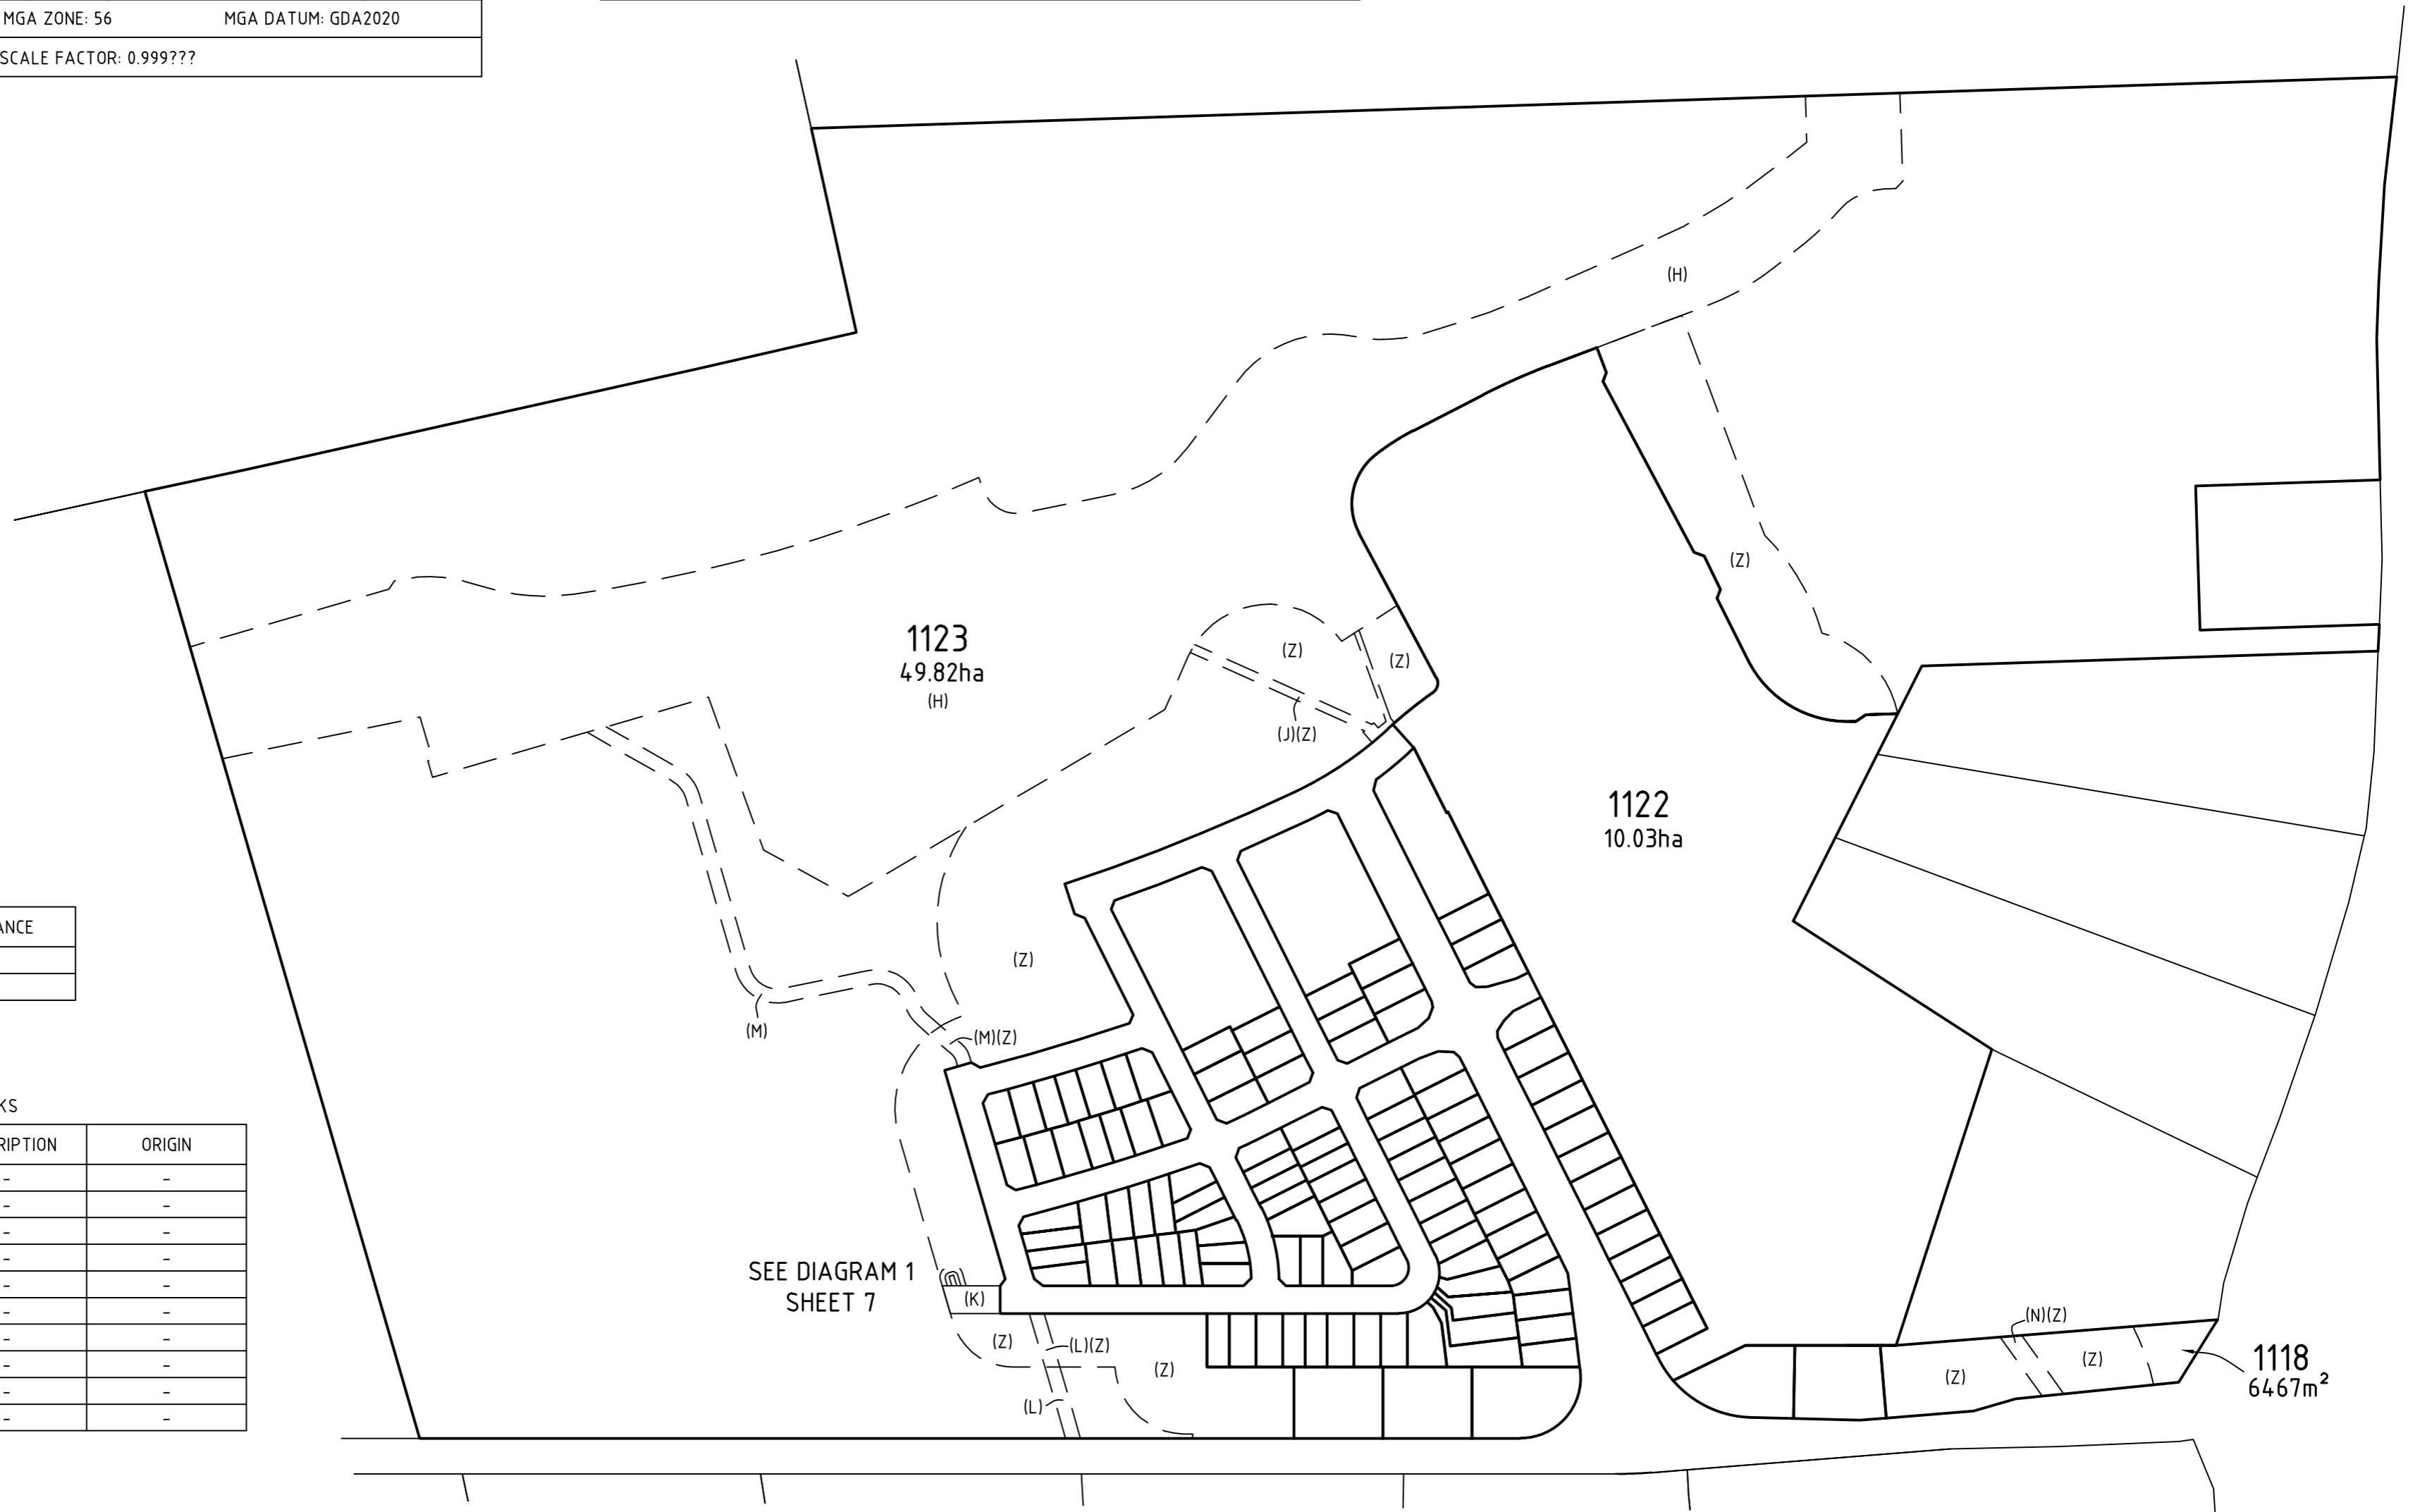 MGA ZONE: 56 MGA DATUM: GDA2020
SCALE FACTOR: 0.999???
(H)
(Z)
1123
49.82ha
(H)
(Z)
(Z)
(J)(Z)
1122
10.03ha
ANCE
(Z)
(M)
(M)(Z)
KS
RIPTION ORIGIN
- -
- -
- -
- -
- -
- -
- -
- -
- -
- -
SEE DIAGRAM 1
SHEET 7
(K)
(Z)
(L)(Z)
(Z)
(L)
(N)(Z)
(Z)
(Z)
1118
6467m²